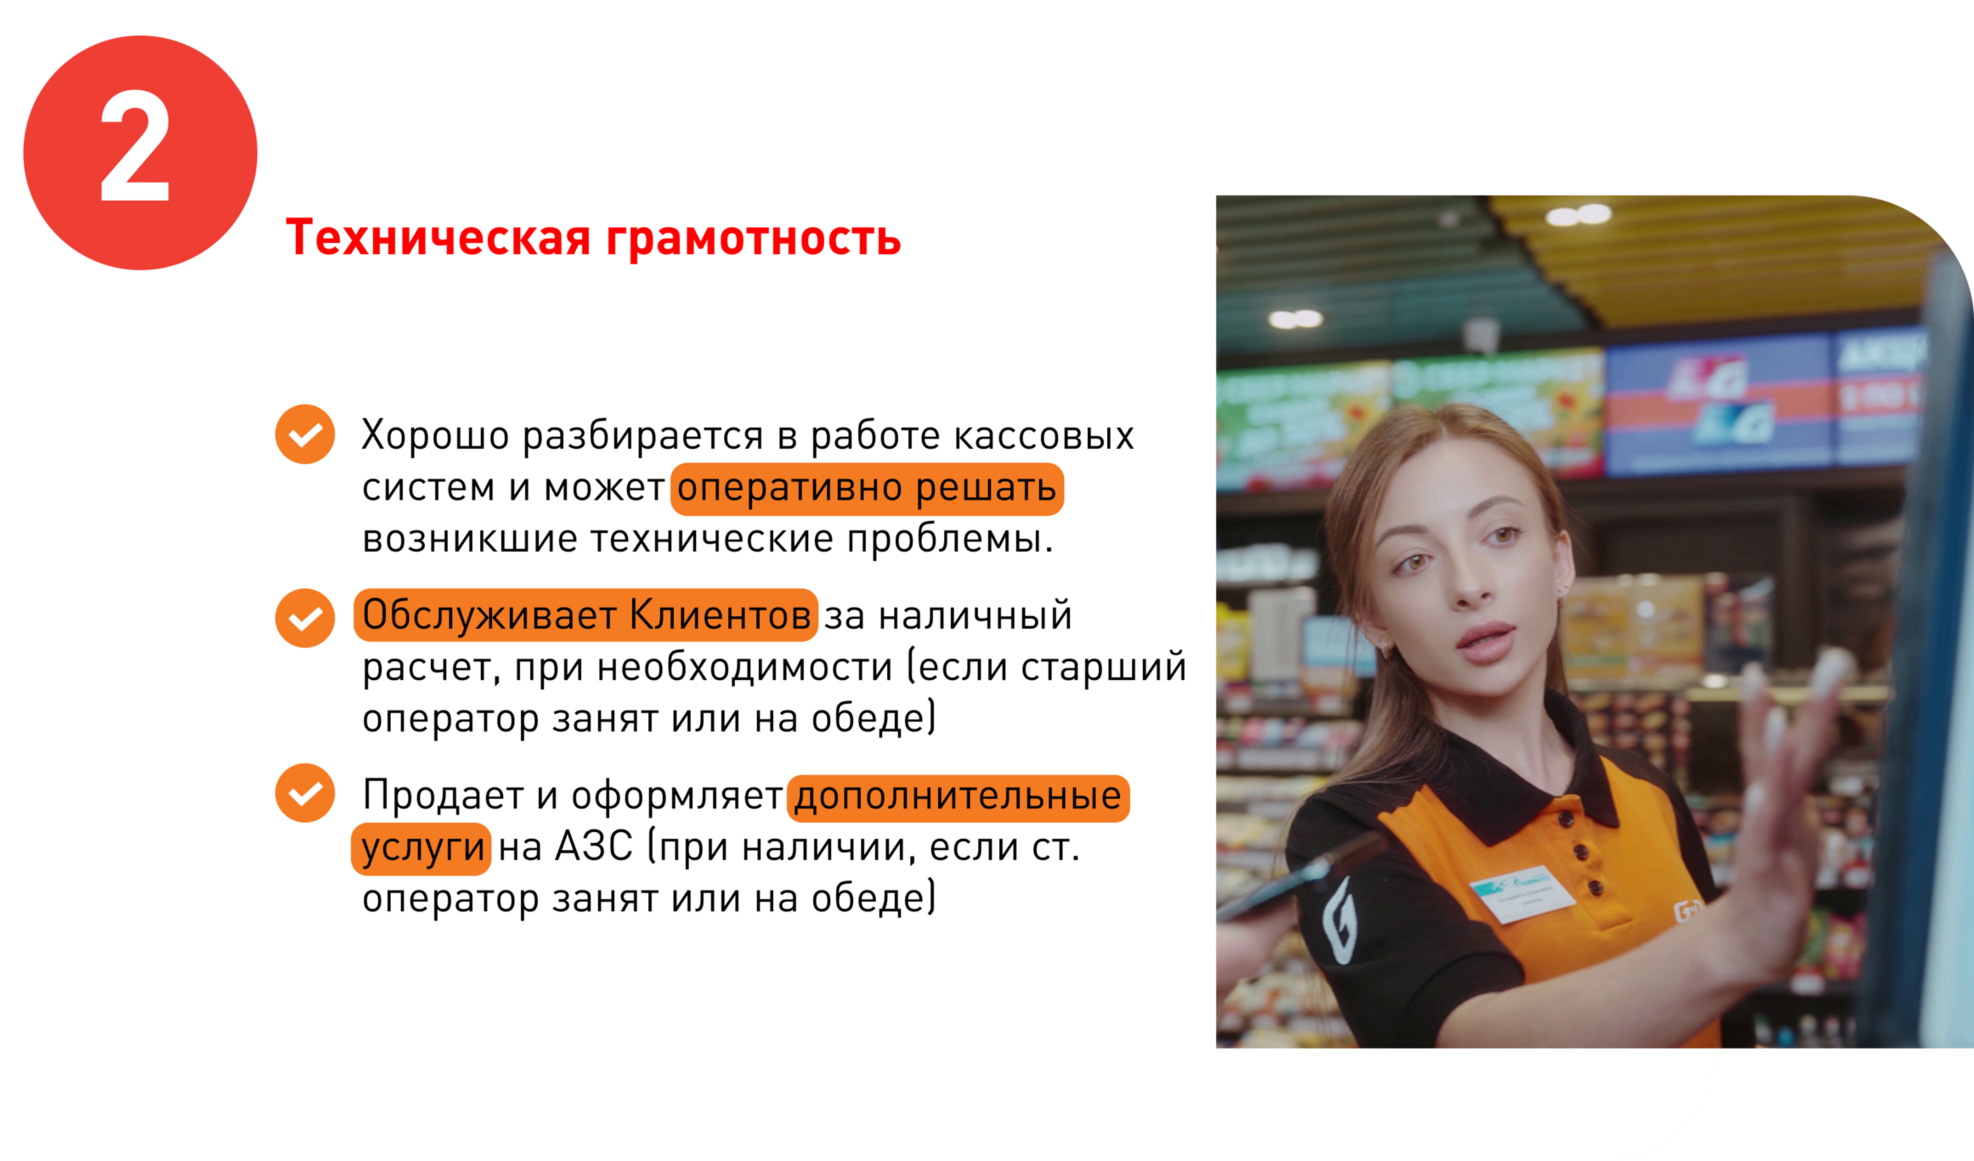 2
Техническая грамотность
Хорошо разбирается в работе кассовых
систем и может оперативно решать
возникшие технические проблемы.
Обслуживает Клиентов за наличный
расчет, при необходимости (если старший
оператор занят или на обеде)
Продает и оформляет дополнительные
услуги на АЗС (при наличии, если ст.
оператор занят или на обеде)